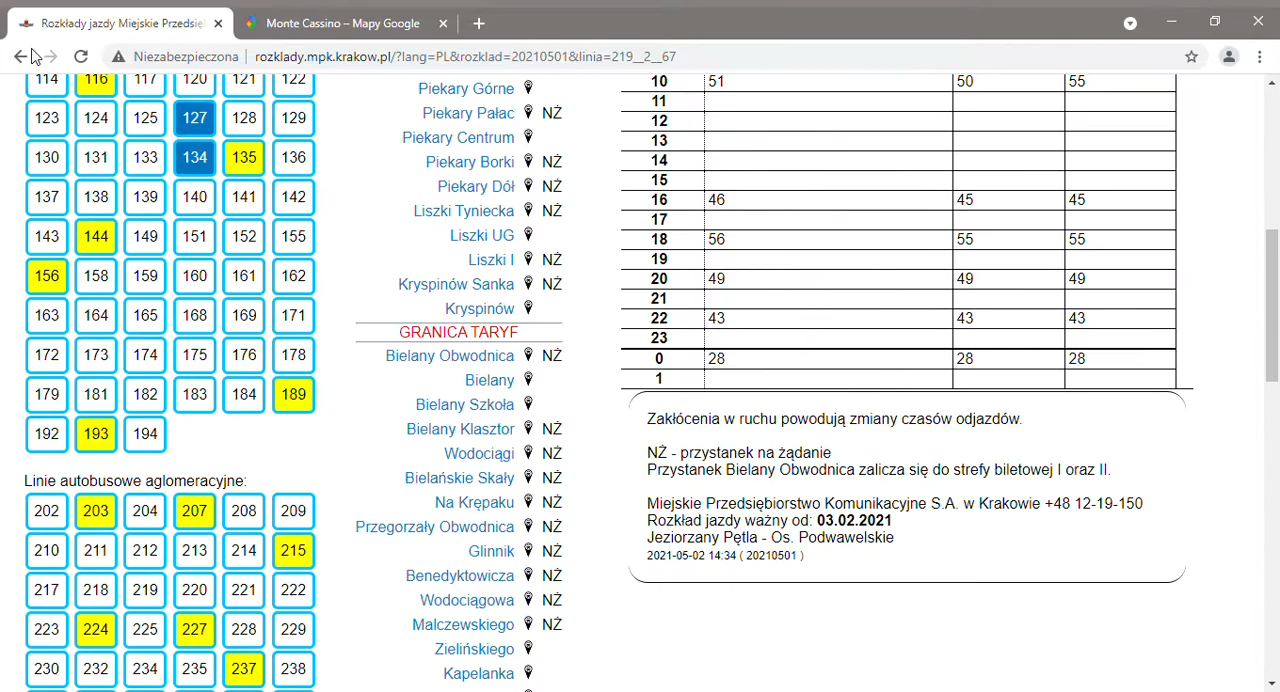 Rozkłady jazdy Miejskie Przedsię
Monte Cassino – Mapy Google
Niezabezpieczona
rozklady.mpk.krakow.pl/?lang=PL&rozklad=20210501&linia=219__2__67
114 116 117 120 121 122
123 124 125 127 128 129
130 131 133 134 135 136
137 138 139 140 141 142
143 144 149 151 152 155
156 158 159 160 161 162
163 164 165 168 169 171
172 173 174 175 176 178
179 181 182 183 184 189
192 193 194
Linie autobusowe aglomeracyjne:
202 203 204 207 208 209
210 211 212 213 214 215
217 218 219 220 221 222
223 224 225 227 228 229
230 232 234 235 237 238
Piekary Górne
Piekary Pałac NŻ
Piekary Centrum
Piekary Borki NŻ
Piekary Dół NŻ
Liszki Tyniecka NŻ
Liszki UG
Liszki I NŻ
Kryspinów Sanka NŻ
Kryspinów
GRANICA TARYF
Bielany Obwodnica NŻ
Bielany
Bielany Szkoła
Bielany Klasztor NŻ
Wodociągi NŻ
Bielańskie Skały NŻ
Na Krępaku NŻ
Przegorzały Obwodnica NŻ
Glinnik NŻ
Benedyktowicza NŻ
Wodociągowa NŻ
Malczewskiego NŻ
Zielińskiego
Kapelanka
10 51 50 55
11
12
13
14
15
16 46 45 45
17
18 56 55 55
19
20 49 49 49
21
22 43 43 43
23
0 28 28 28
1
Zakłócenia w ruchu powodują zmiany czasów odjazdów.
NŻ - przystanek na żądanie
Przystanek Bielany Obwodnica zalicza się do strefy biletowej I oraz II.
Miejskie Przedsiębiorstwo Komunikacyjne S.A. w Krakowie +48 12-19-150
Rozkład jazdy ważny od: 03.02.2021
Jeziorzany Pętla - Os. Podwawelskie
2021-05-02 14:34 ( 20210501 )